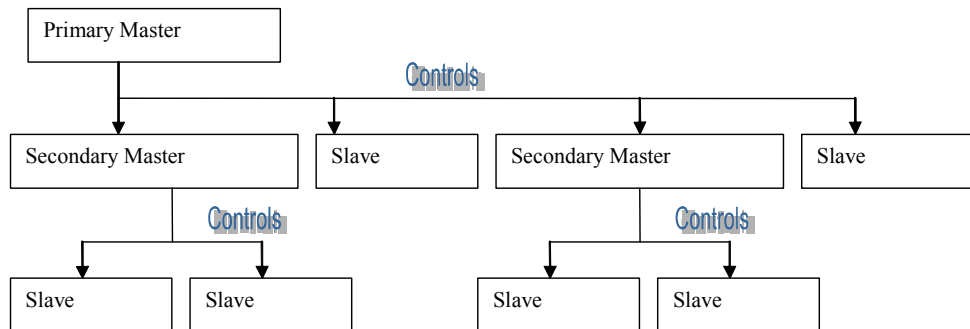 Primary Master
Controls
Secondary Master
Slave
Secondary Master
Slave
Controls
Controls
Slave
Slave
Slave
Slave